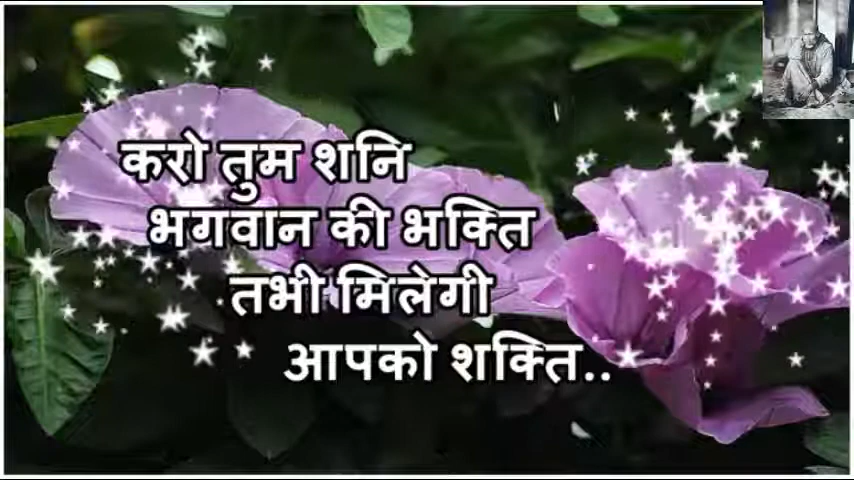 करो तुम शनि
भगवान की भक्ति
तभी मिलेगी
आपको शक्ति..